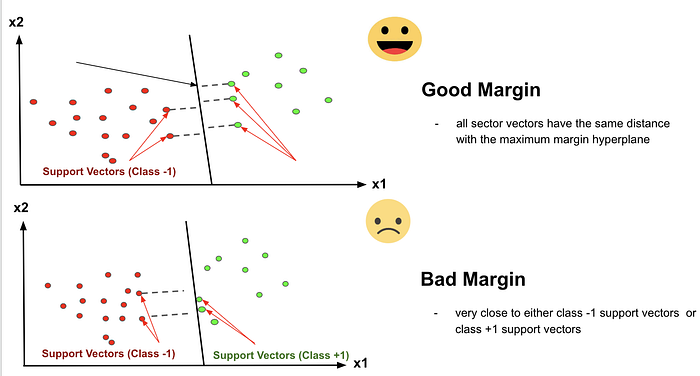 x2
Good Margin
- all sector vectors have the same distance
with the maximum margin hyperplane
Support Vectors (Class -1)
x1
x2
Bad Margin
- very close to either class -1 support vectors or
class +1 support vectors
Support Vectors (Class -1)
Support Vectors (Class +1)
x1